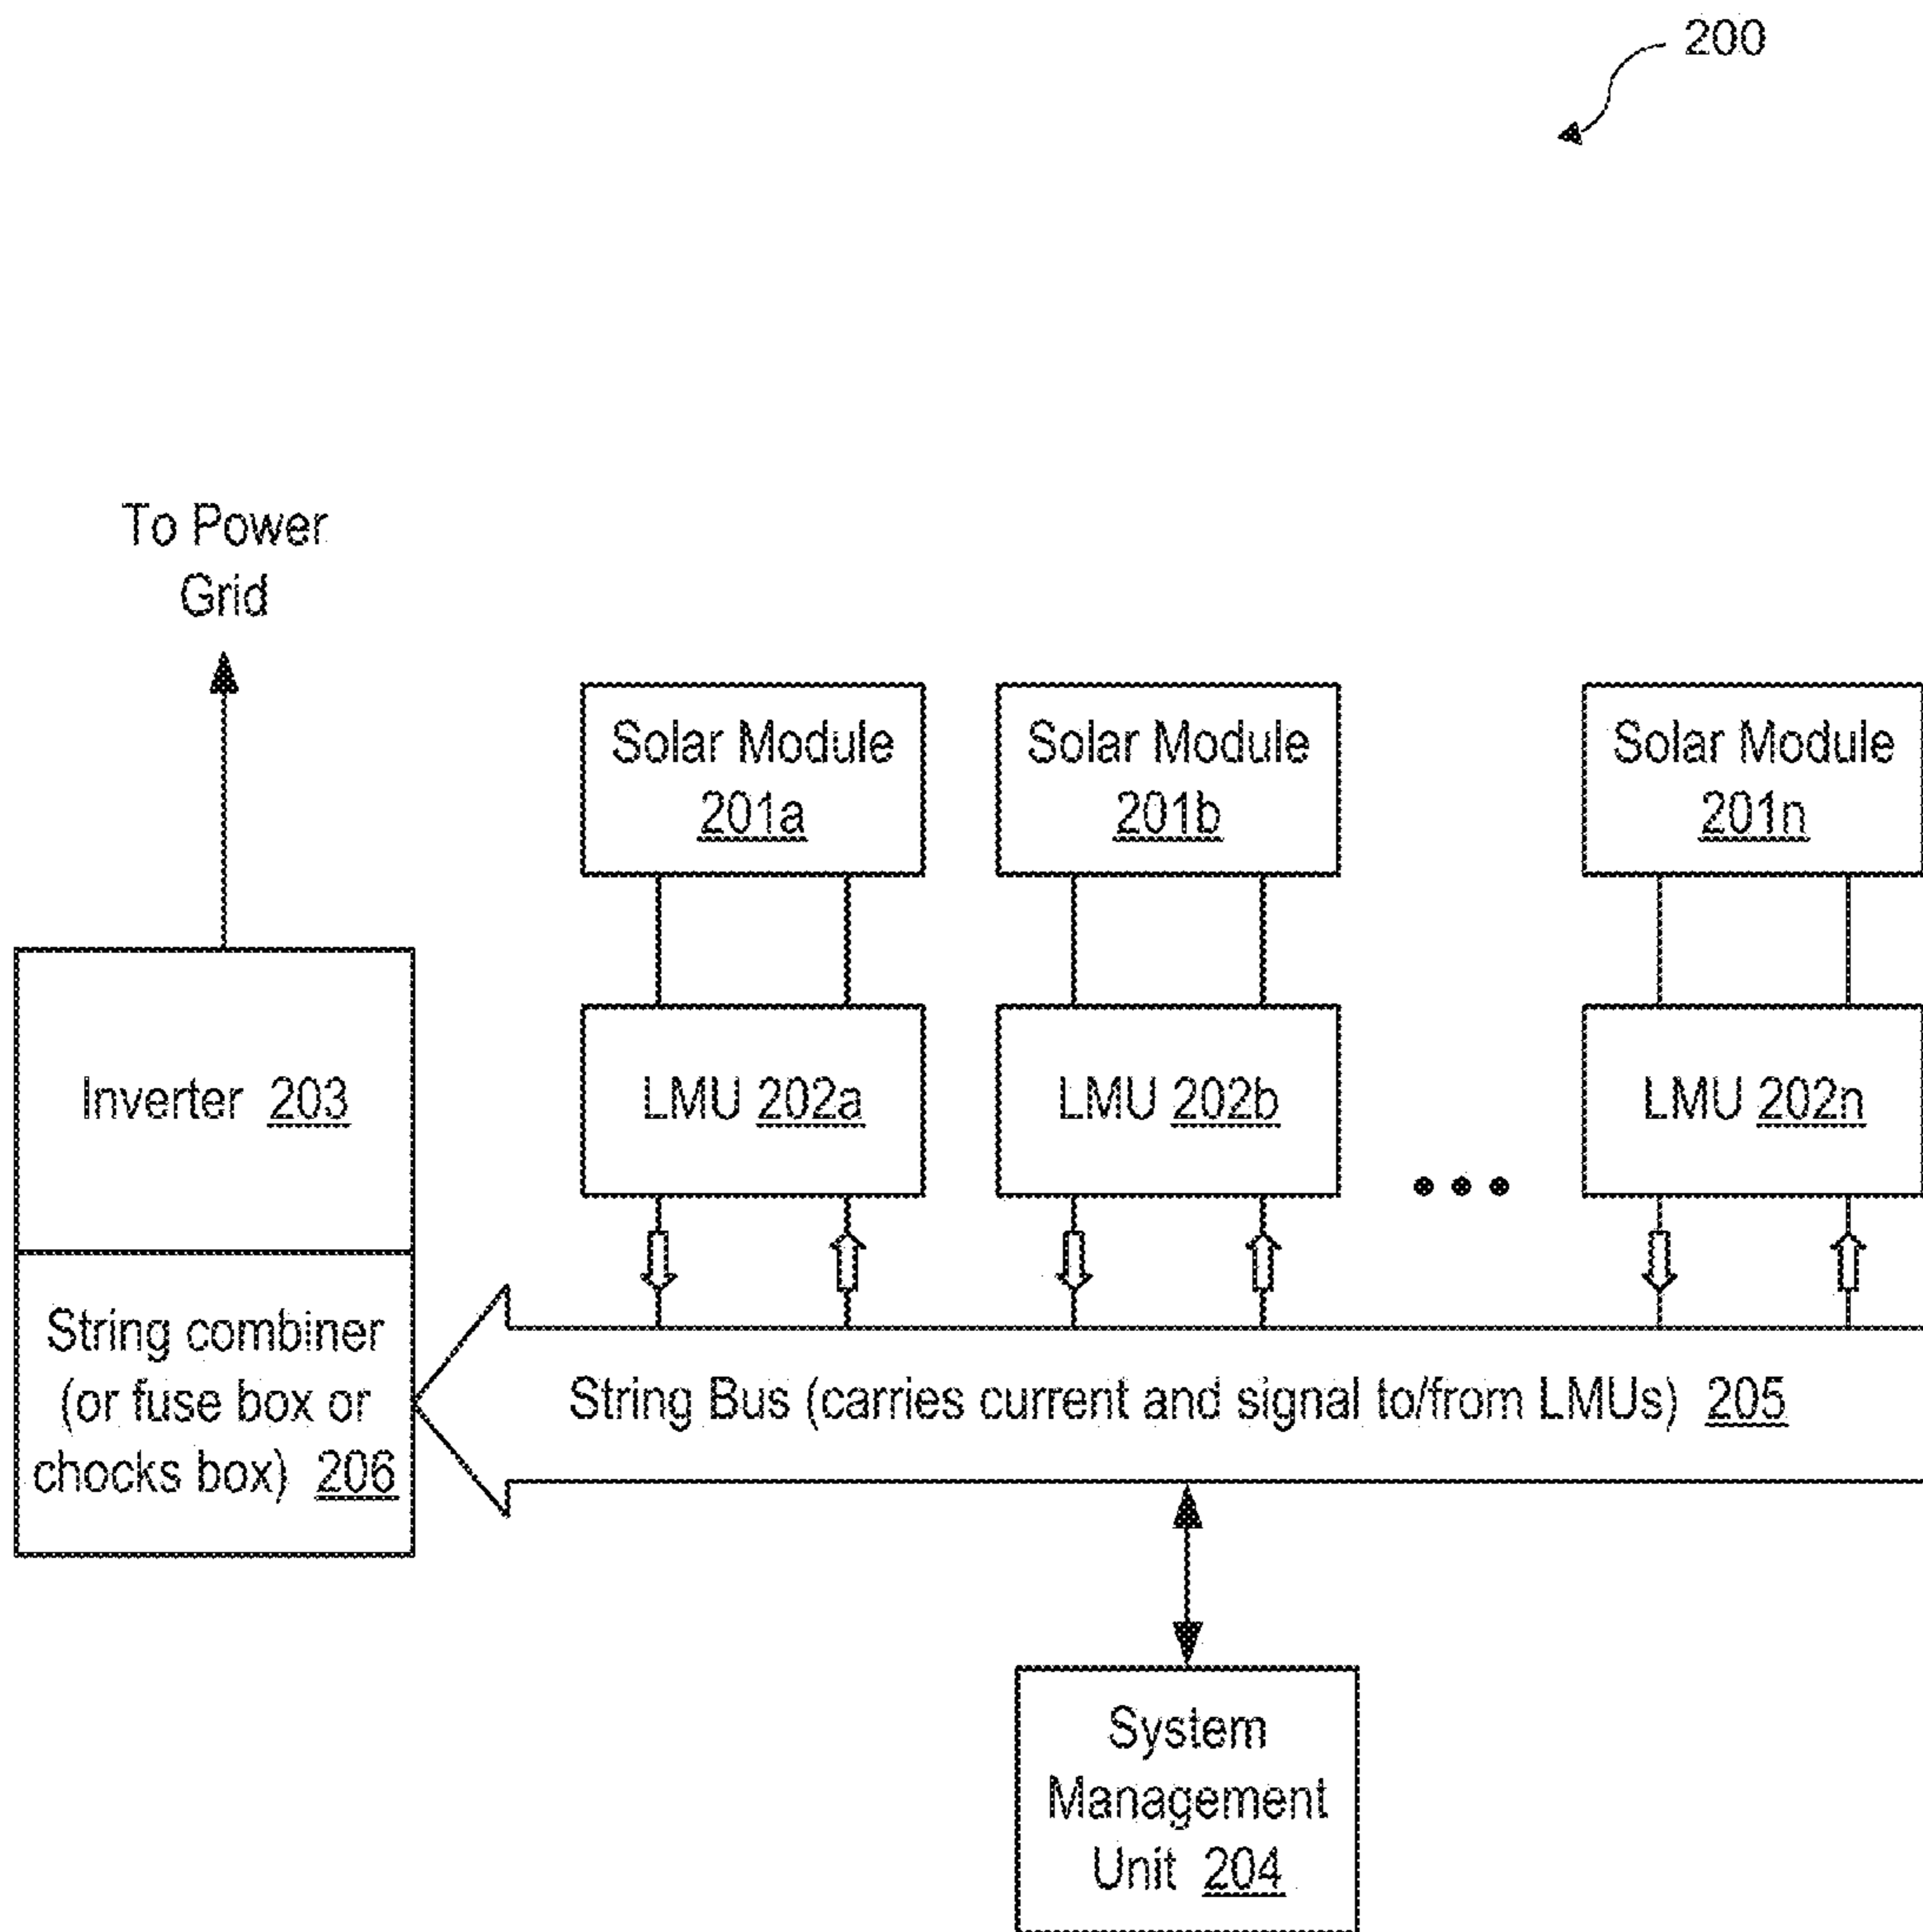 200
To Power
Grid
Solar Module
201a
Solar Module
201b
Solar Module
201n
Inverter 203
LMU 202a
LMU 202b
LMU 202n
String combiner
(or fuse box or
chocks box) 206
String Bus (carries current and signal to/from LMUs) 205
System
Management
Unit 204